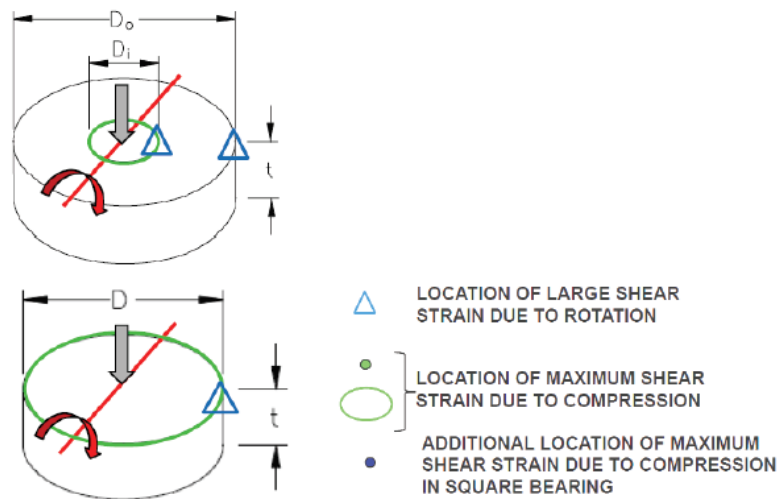 Dₒ
Dᵢ
t
D
t
LOCATION OF LARGE SHEAR
STRAIN DUE TO ROTATION
LOCATION OF MAXIMUM SHEAR
STRAIN DUE TO COMPRESSION
ADDITIONAL LOCATION OF MAXIMUM
SHEAR STRAIN DUE TO COMPRESSION
IN SQUARE BEARING